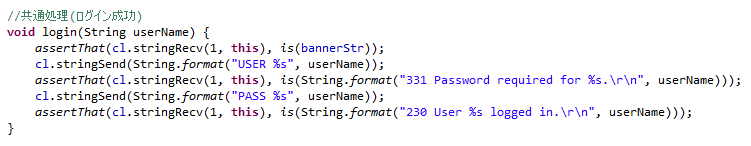 //共通処理(ログイン成功)
void login(String userName) {
    assertThat(cl.stringRecv(1, this), is(bannerStr));
    cl.stringSend(String.format("USER %s", userName));
    assertThat(cl.stringRecv(1, this), is(String.format("331 Password required for %s.\r\n", userName)));
    cl.stringSend(String.format("PASS %s", userName));
    assertThat(cl.stringRecv(1, this), is(String.format("230 User %s logged in.\r\n", userName)));
}